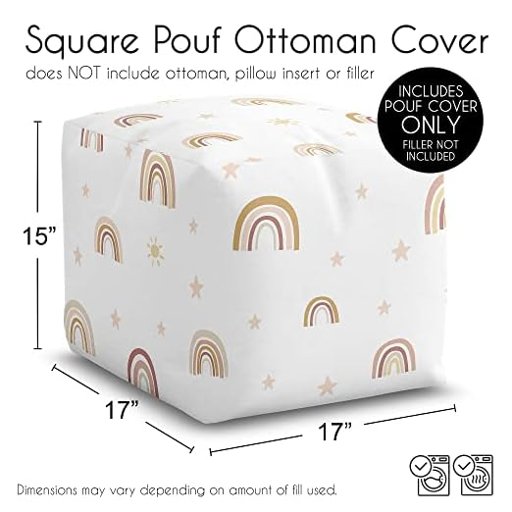 Square Pouf Ottoman Cover
does NOT include ottoman, pillow insert or filler
INCLUDES
POUF COVER
ONLY
FILLER NOT
INCLUDED
15”
17”
17”
Dimensions may vary depending on amount of fill used.